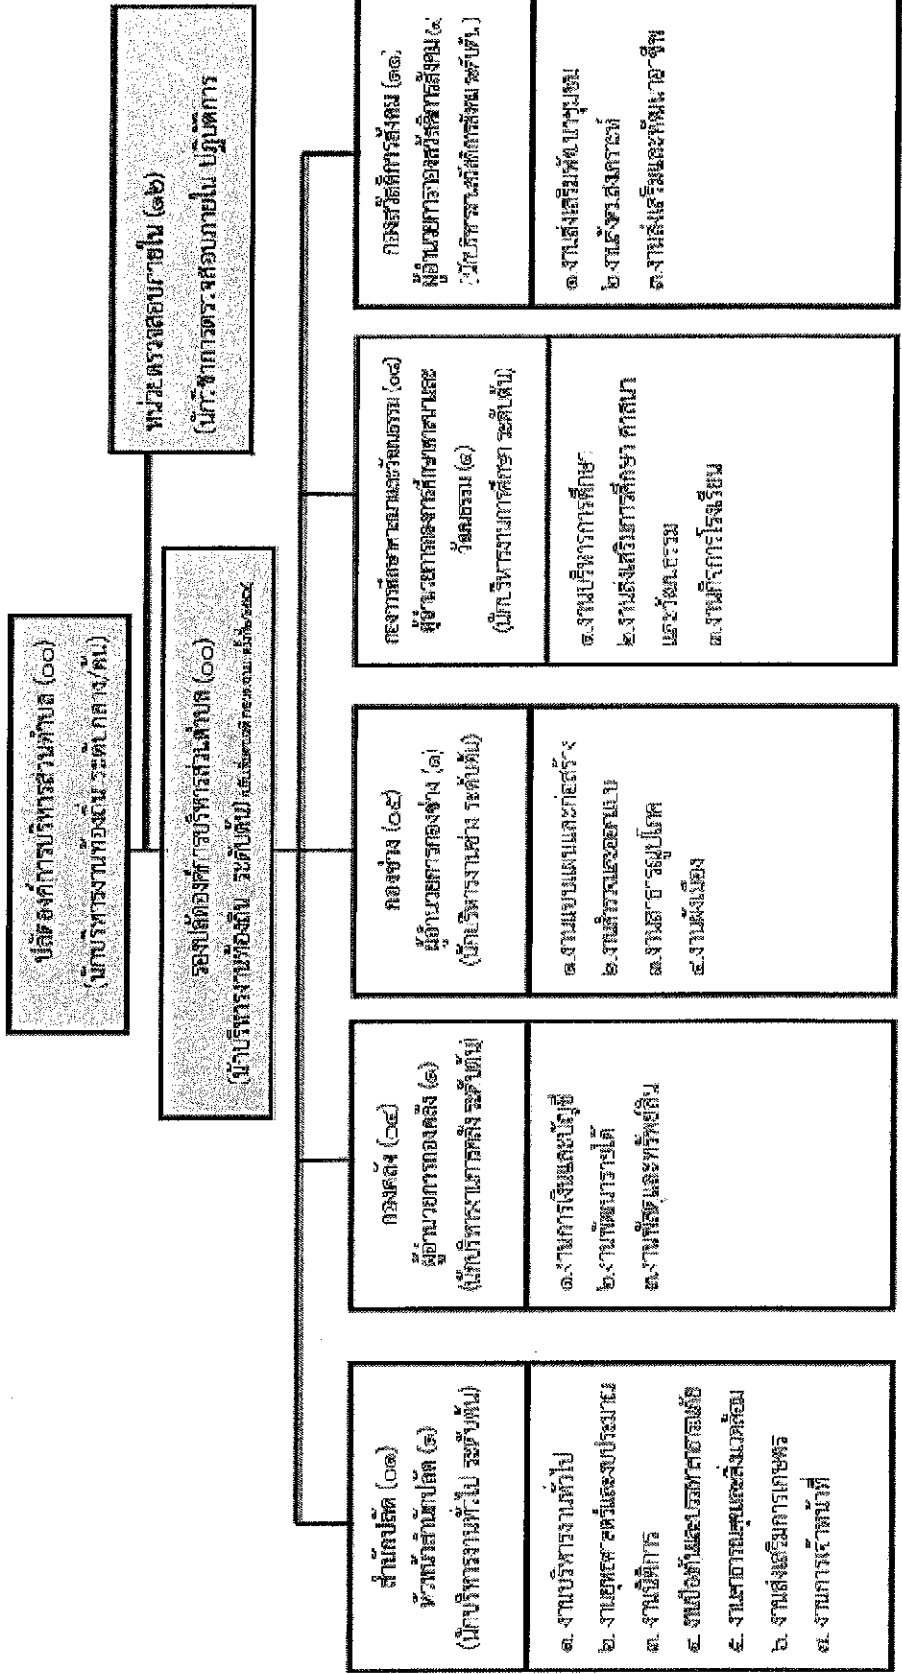 ปลัดองค์การบริหารส่วนตำบล (๐๐)
(นักบริหารงานท้องถิ่น ระดับกลาง/ต้น)
หน่วยตรวจสอบภายใน (๑๒)
(นักวิชาการตรวจสอบภายใน ปฏิบัติการ
รองปลัดองค์การบริหารส่วนตำบล (๐๐)
(นักบริหารงานท้องถิ่น ระดับต้น)
สำนักปลัด (๐๑)
หัวหน้าสำนักปลัด (๑)
(นักบริหารงานทั่วไป ระดับต้น)
๑. งานบริหารงานทั่วไป
๒. งานยุทธศาสตร์และงบประมาณ
๓. งานนิติการ
๔. งานป้องกันและบรรเทาสาธารณภัย
๕. งานสาธารณสุขและสิ่งแวดล้อม
๖. งานส่งเสริมการเกษตร
๗. งานการเจ้าหน้าที่
กองคลัง (๐๔)
ผู้อำนวยการกองคลัง (๑)
(นักบริหารงานการคลัง ระดับต้น)
๑.งานการเงินและบัญชี
๒.งานพัฒนารายได้
๓.งานพัสดุและทรัพย์สิน
กองช่าง (๐๕)
ผู้อำนวยการกองช่าง (๑)
(นักบริหารงานช่าง ระดับต้น)
๑.งานแบบแผนและก่อสร้าง
๒.งานสำรวจและออกแบบ
๓.งานสาธารณูปโภค
๔.งานผังเมือง
กองการศึกษาศาสนาและวัฒนธรรม (๐๘)
ผู้อำนวยการกองการศึกษาศาสนาและ
วัฒนธรรม (๑)
(นักบริหารงานการศึกษา ระดับต้น)
๑.งานบริหารการศึกษา
๒.งานส่งเสริมการศึกษา ศาสนา
และวัฒนธรรม
๓.งานกิจการโรงเรียน
กองสวัสดิการสังคม (๑๑)
ผู้อำนวยการกองสวัสดิการสังคม (๑
(นักบริหารงานสวัสดิการสังคม ระดับต้น)
๑.งานส่งเสริมพัฒนาชุมชน
๒.งานสังคมสงเคราะห์
๓.งานส่งเสริมและพัฒนาอาชีพ